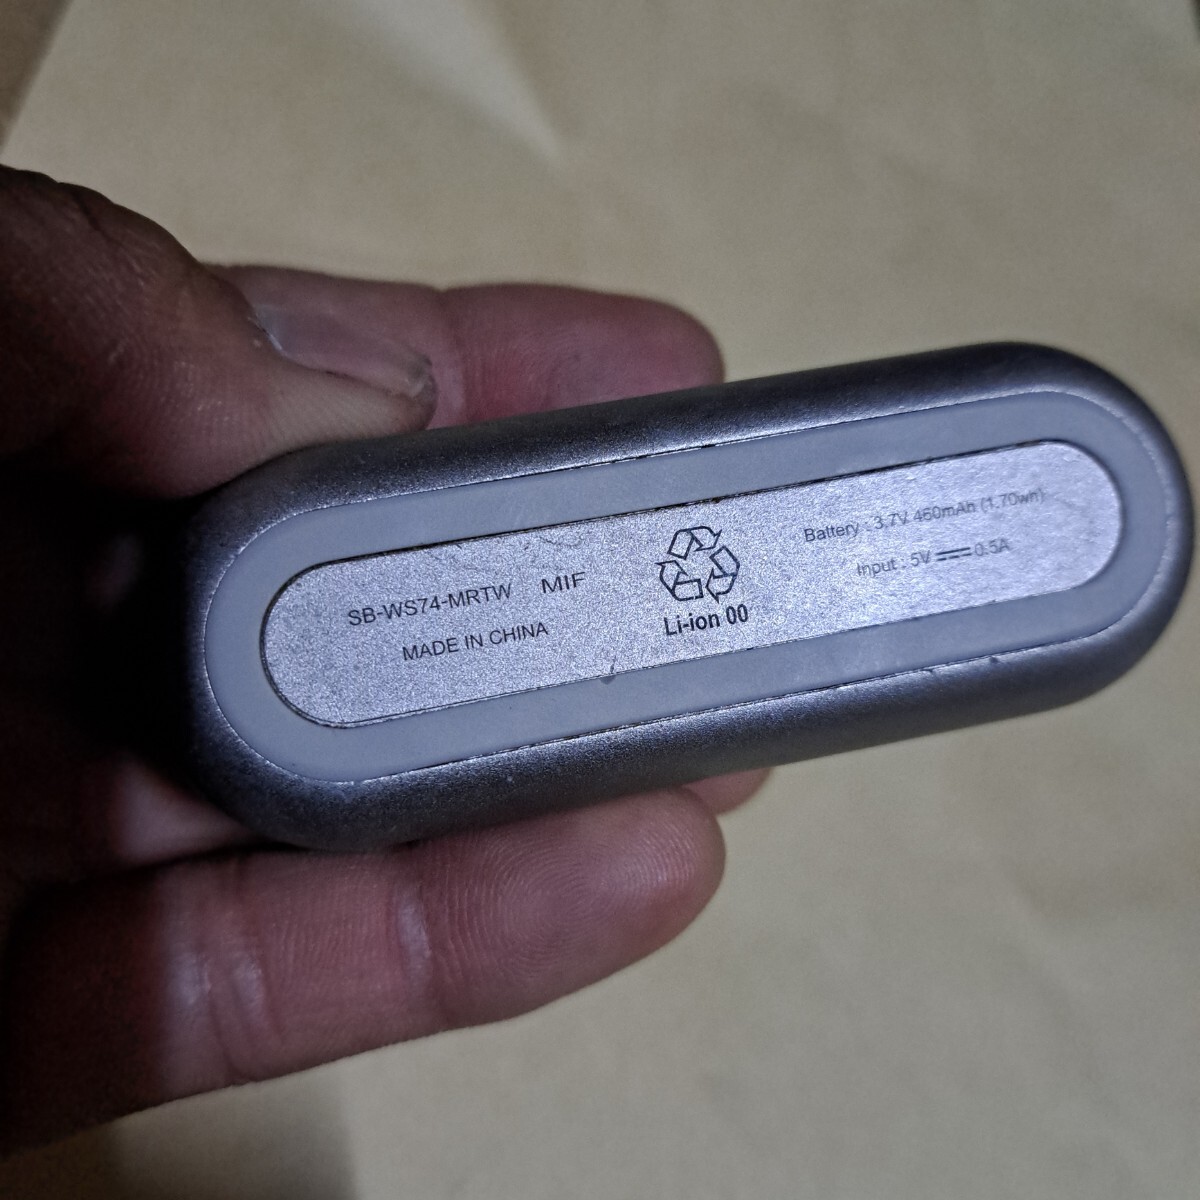 SB-WS74-MRTW MIF
MADE IN CHINA
Li-ion 00
Battery : 3.7V 460mAh (1.70wh)
Input : 5V ⎓ 0.5A